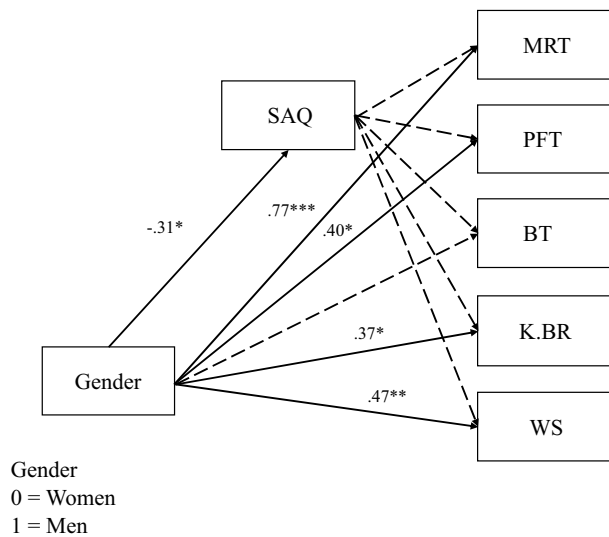 MRT
SAQ
PFT
.77***
-.31*
.40*
BT
.37*
K.BR
Gender
.47**
WS
Gender
0 = Women
1 = Men